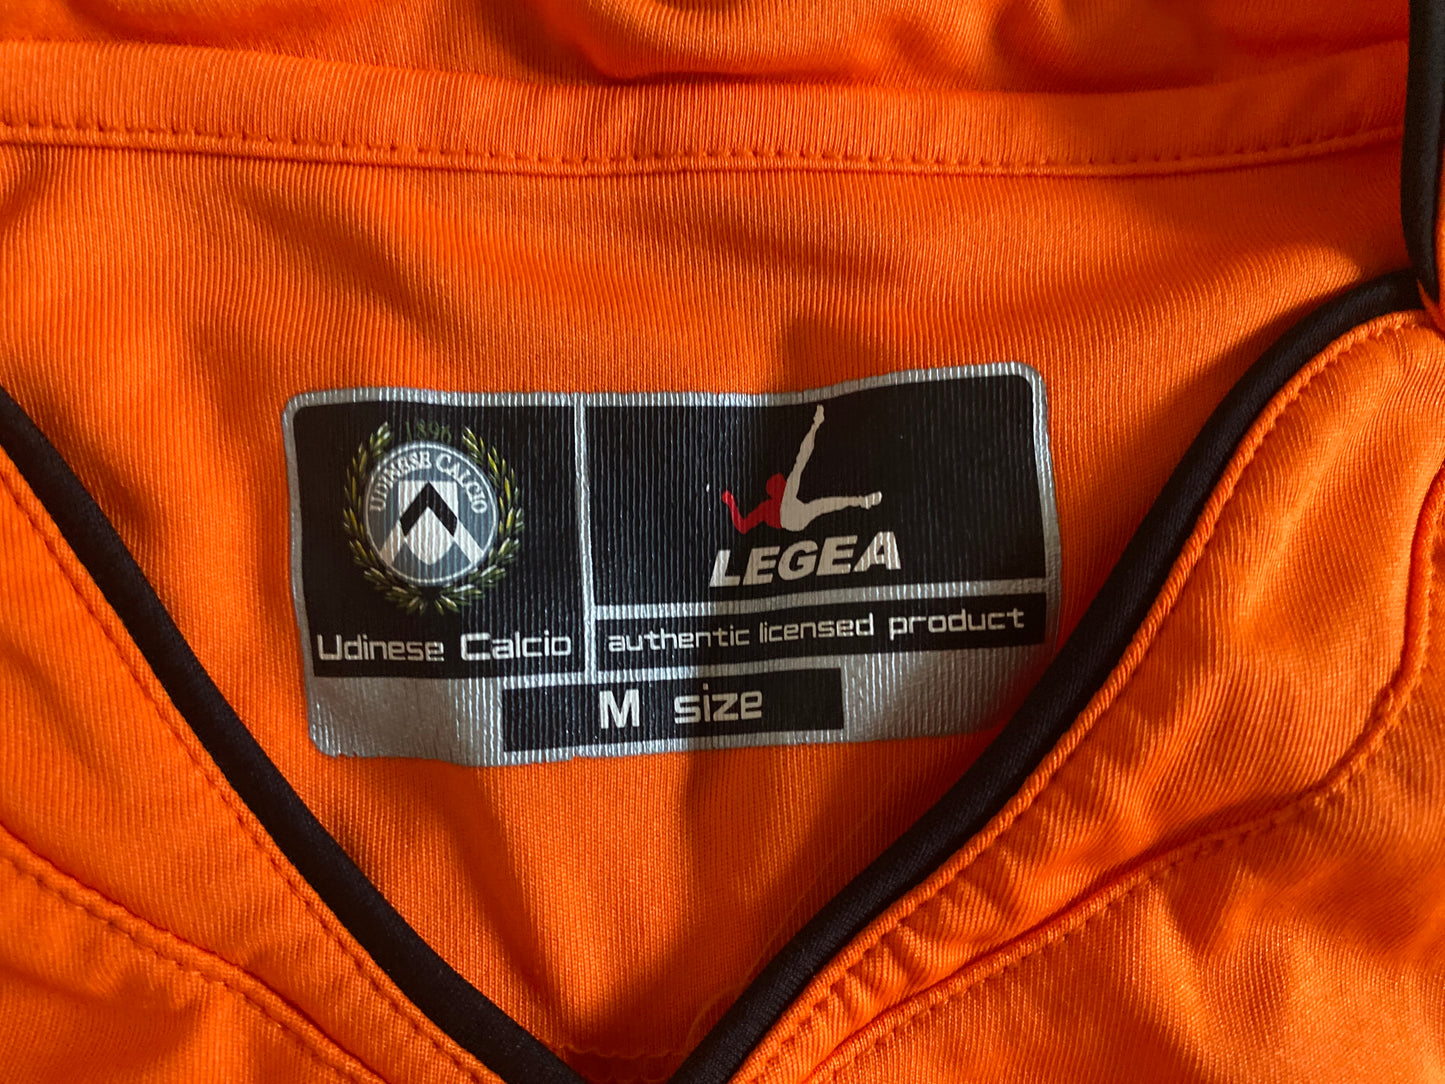 1896
UDINESE CALCIO
Udinese Calcio
LEGEA
authentic licensed product
M size